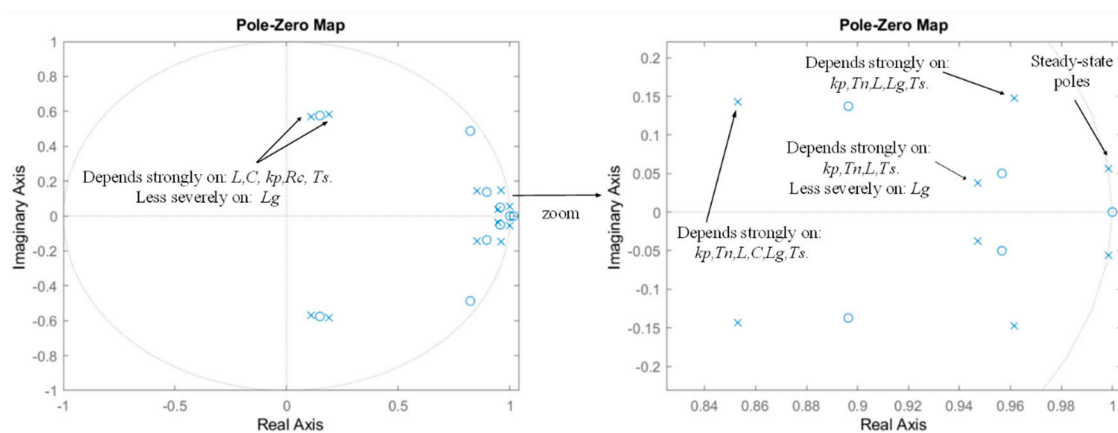 Pole-Zero Map
1
0.8
0.6
0.4
0.2
0
-0.2
-0.4
-0.6
-0.8
-1
-1
-0.5
0
0.5
1
Real Axis
Imaginary Axis
Depends strongly on: L,C, kp,Rc, Ts.
Less severely on: Lg
zoom
Pole-Zero Map
0.2
0.15
0.1
0.05
0
-0.05
-0.1
-0.15
-0.2
0.84
0.86
0.88
0.9
0.92
0.94
0.96
0.98
1
Real Axis
Imaginary Axis
Depends strongly on:
kp,Tn,L,Lg,Ts.
Steady-state
poles
Depends strongly on:
kp,Tn,L,Ts.
Less severely on: Lg
Depends strongly on:
kp,Tn,L,C,Lg,Ts.